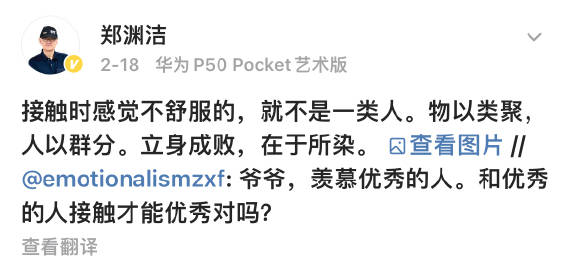 郑渊洁
2-18 华为 P50 Pocket 艺术版
接触时感觉不舒服的，就不是一类人。物以类聚，
人以群分。立身成败，在于所染。 查看图片 //
@emotionalismzxf: 爷爷，羡慕优秀的人。和优秀
的人接触才能优秀对吗？
查看翻译